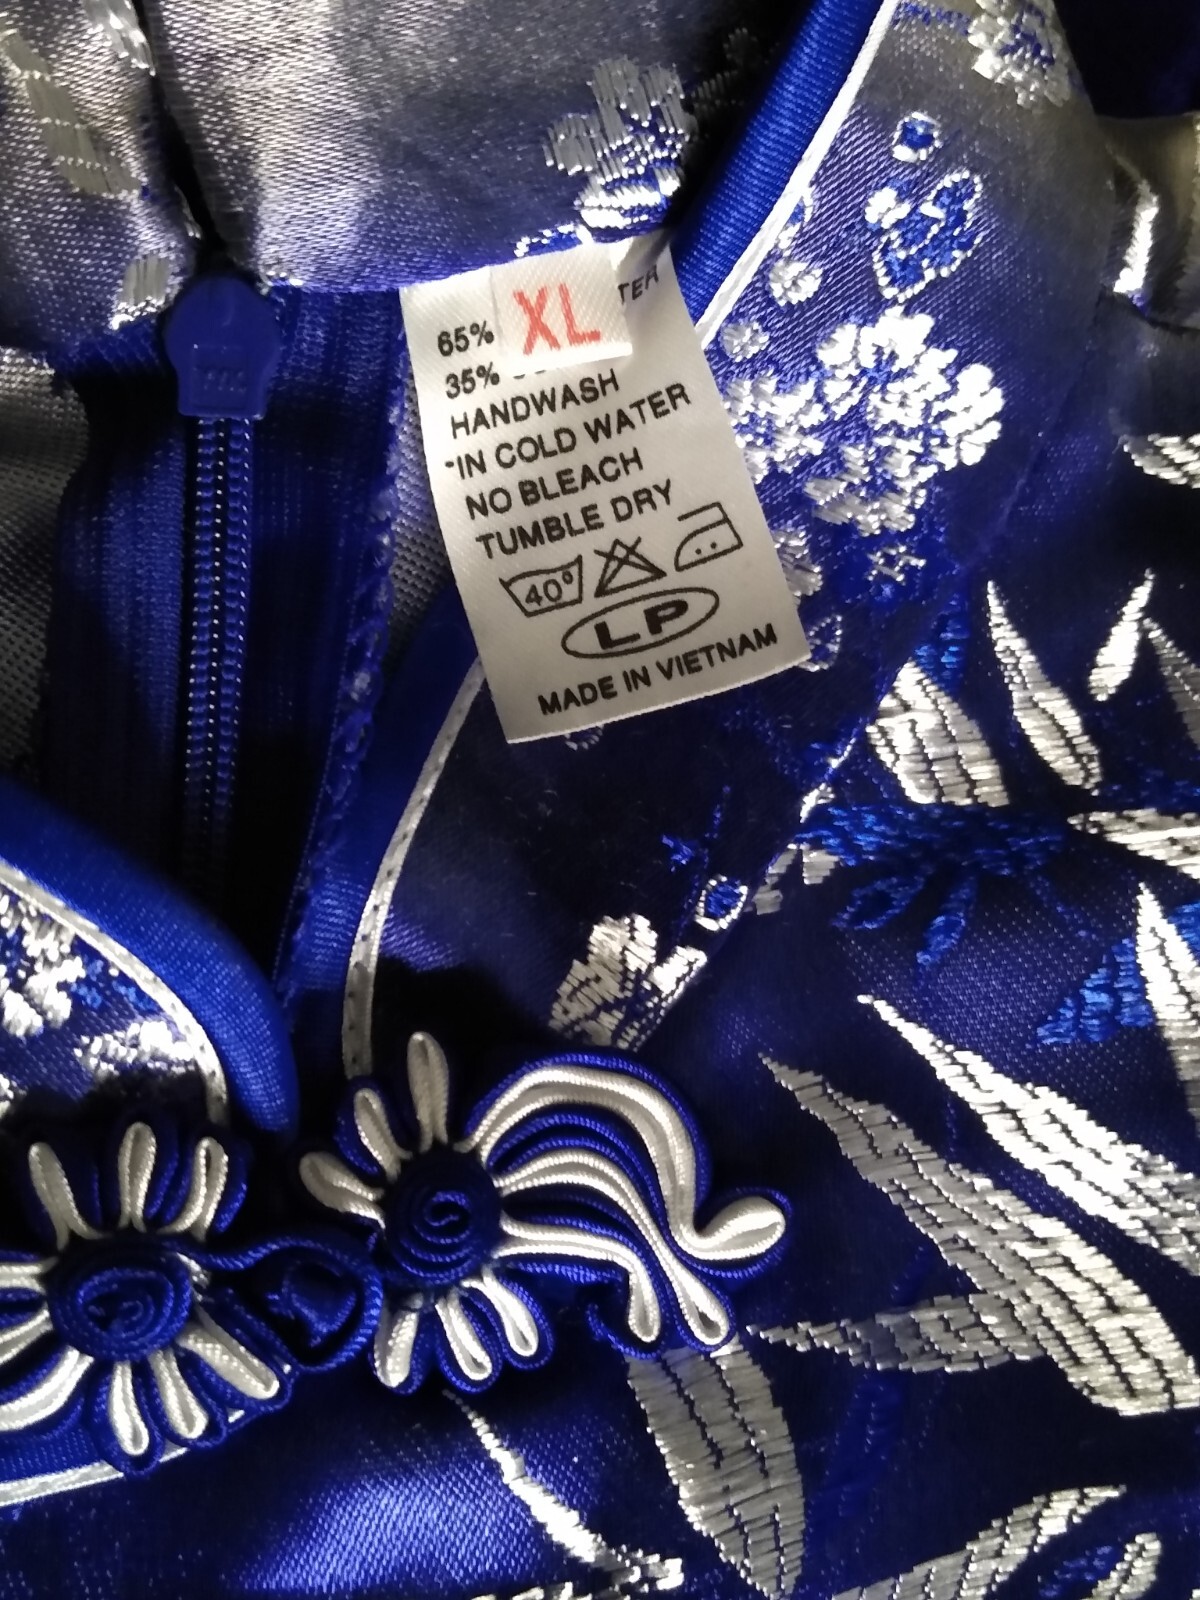 XL
65% TER
35%
HANDWASH
IN COLD WATER
NO BLEACH
TUMBLE DRY
40°
LP
MADE IN VIETNAM